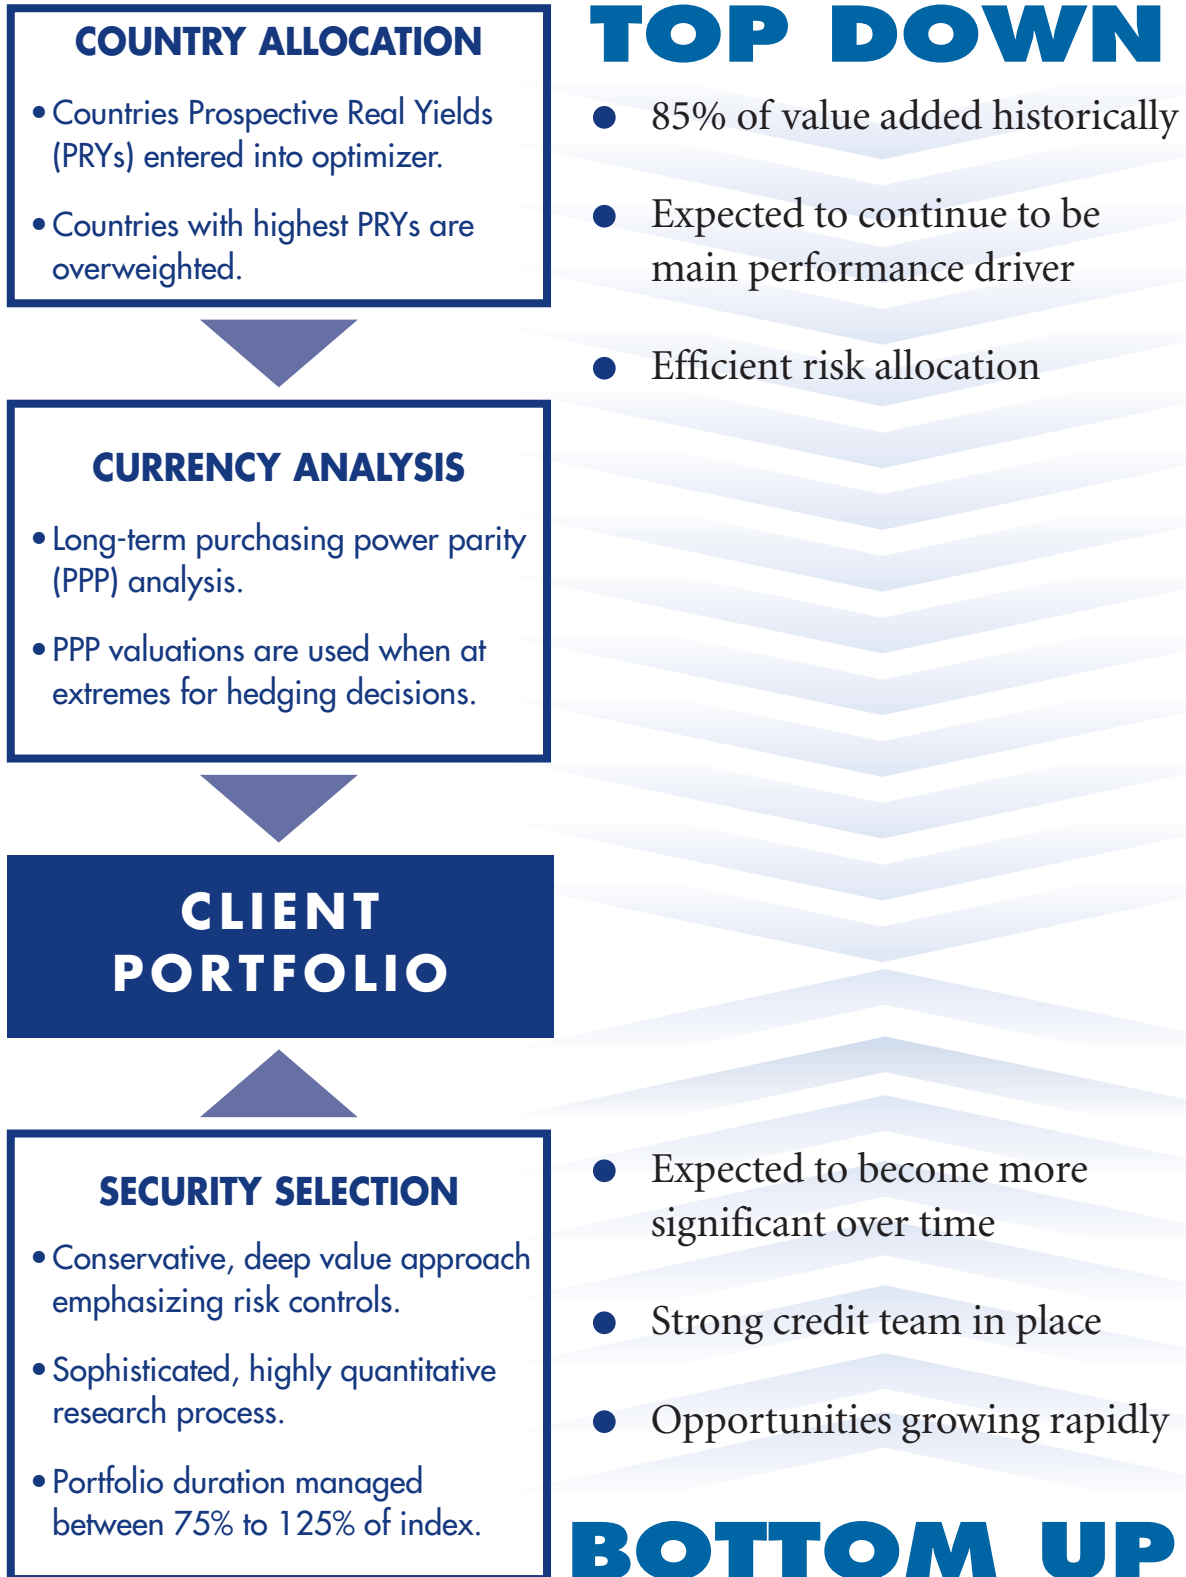 COUNTRY ALLOCATION
• Countries Prospective Real Yields
(PRYs) entered into optimizer.
• Countries with highest PRYs are
overweighted.
CURRENCY ANALYSIS
• Long-term purchasing power parity
(PPP) analysis.
• PPP valuations are used when at
extremes for hedging decisions.
CLIENT
PORTFOLIO
SECURITY SELECTION
• Conservative, deep value approach
emphasizing risk controls.
• Sophisticated, highly quantitative
research process.
• Portfolio duration managed
between 75% to 125% of index.
TOP DOWN
• 85% of value added historically
• Expected to continue to be
main performance driver
• Efficient risk allocation
• Expected to become more
significant over time
• Strong credit team in place
• Opportunities growing rapidly
BOTTOM UP